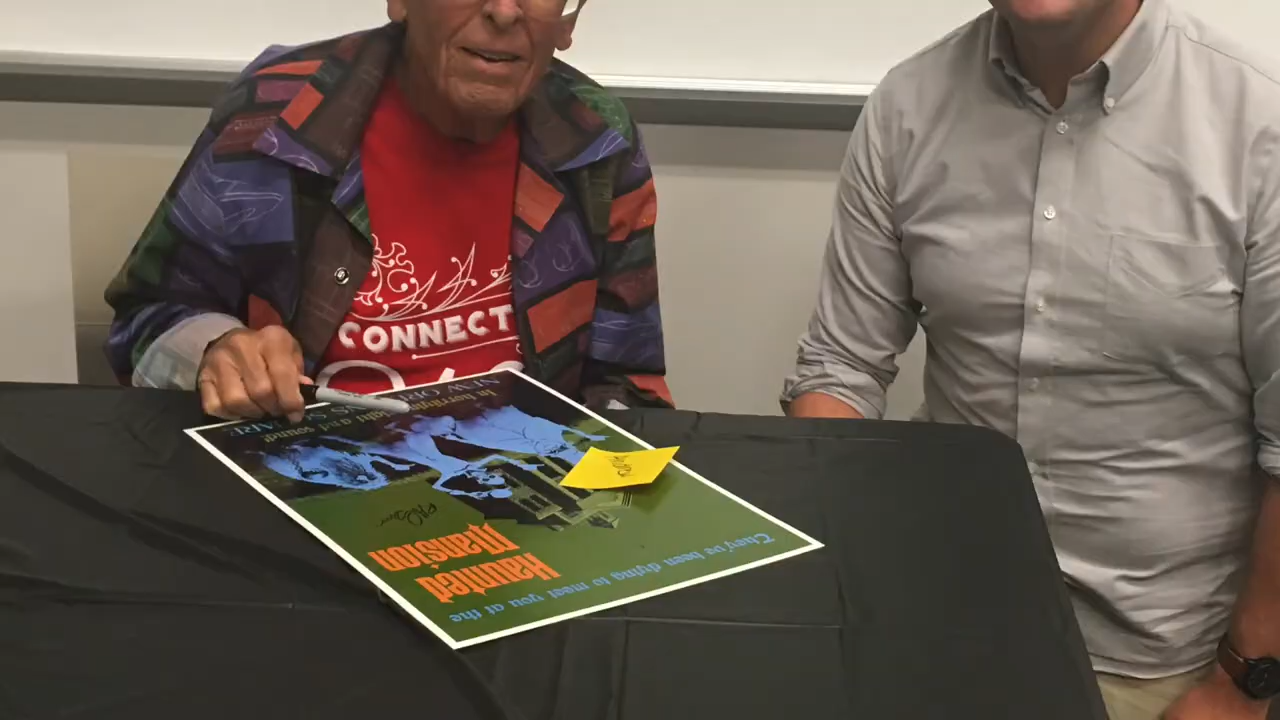 CONNECT
They've been dying to meet you at the
Haunted
Mansion
In horrifying sight and sound!
NEW ORLEANS SQUARE